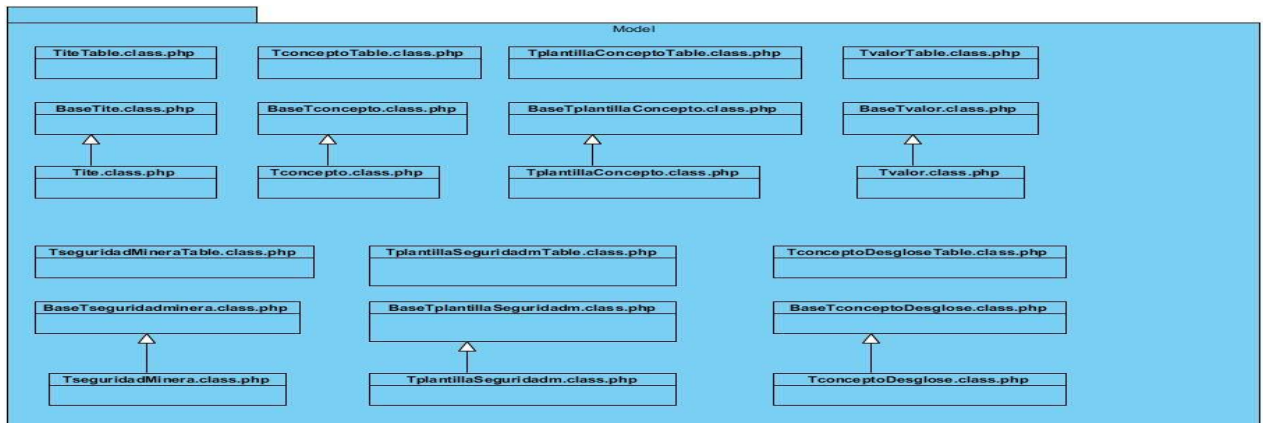 Model
TiteTable.class.php TconceptoTable.class.php TplantillaConceptoTable.class.php TvalorTable.class.php
BaseTite.class.php BaseTconcepto.class.php BaseTplantillaConcepto.class.php BaseTvalor.class.php
Tite.class.php Tconcepto.class.php TplantillaConcepto.class.php Tvalor.class.php
TseguridadMineraTable.class.php TplantillaSeguridadmTable.class.php TconceptoDesgloseTable.class.php
BaseTseguridadminera.class.php BaseTplantillaSeguridadm.class.php BaseTconceptoDesglose.class.php
TseguridadMinera.class.php TplantillaSeguridadm.class.php TconceptoDesglose.class.php